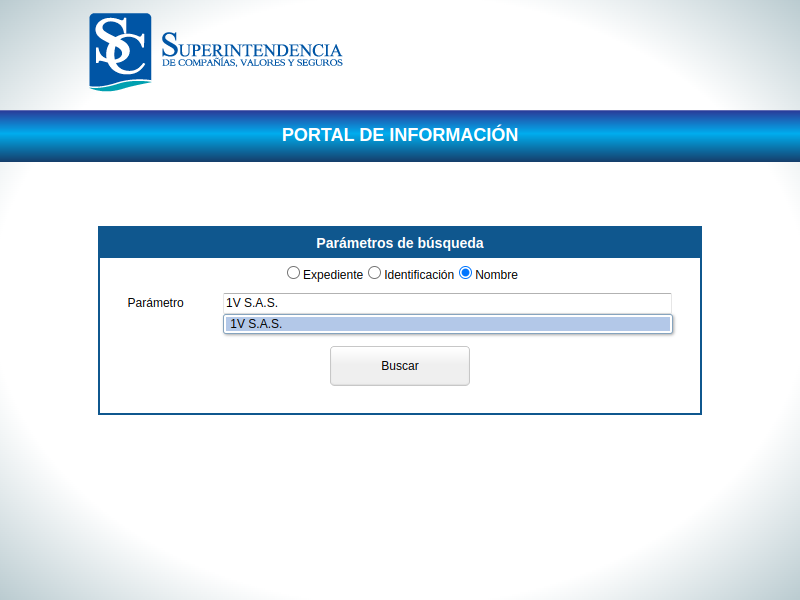 SC
SUPERINTENDENCIA
DE COMPAÑÍAS, VALORES Y SEGUROS
PORTAL DE INFORMACIÓN
Parámetros de búsqueda
Expediente Identificación Nombre
Parámetro 1V S.A.S.
1V S.A.S.
Buscar